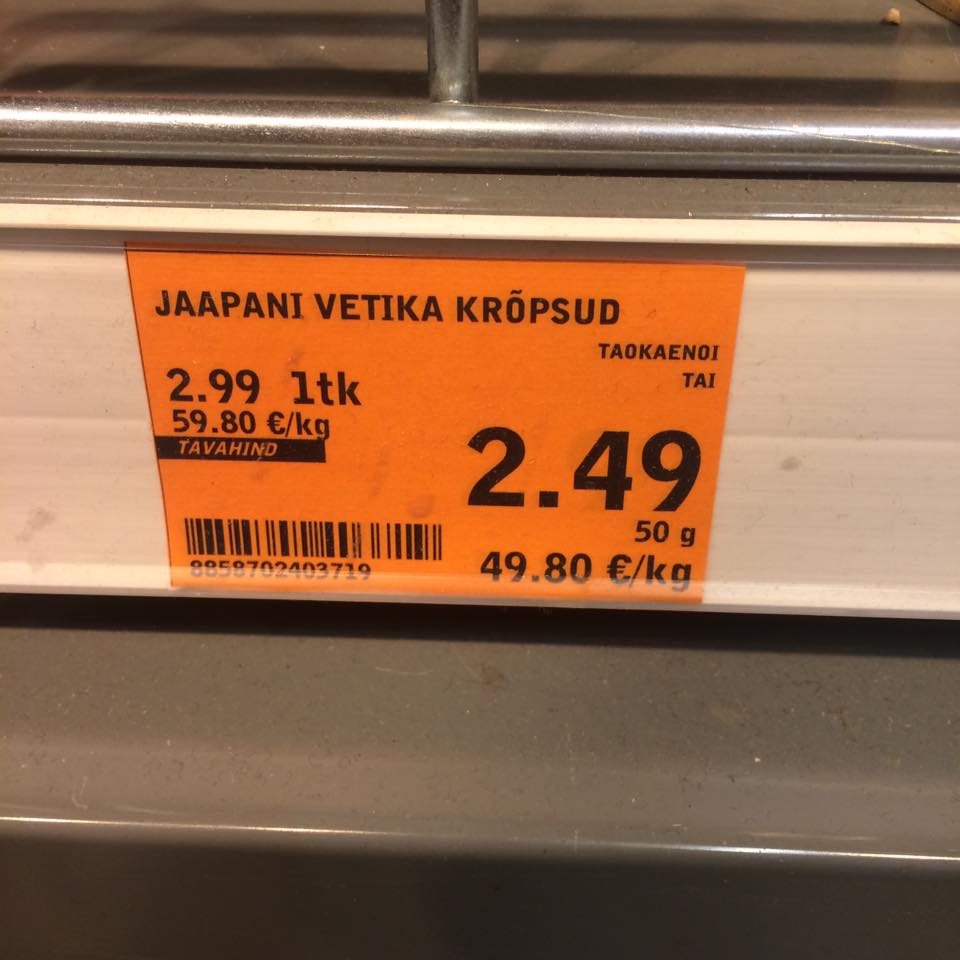 JAAPANI VETIKA KRÕPSUD
TAOKAENOI
TAI
2.99 1tk
59.80 €/kg
TAVAHIND
2.49
50 g
49.80 €/kg
8858702403719